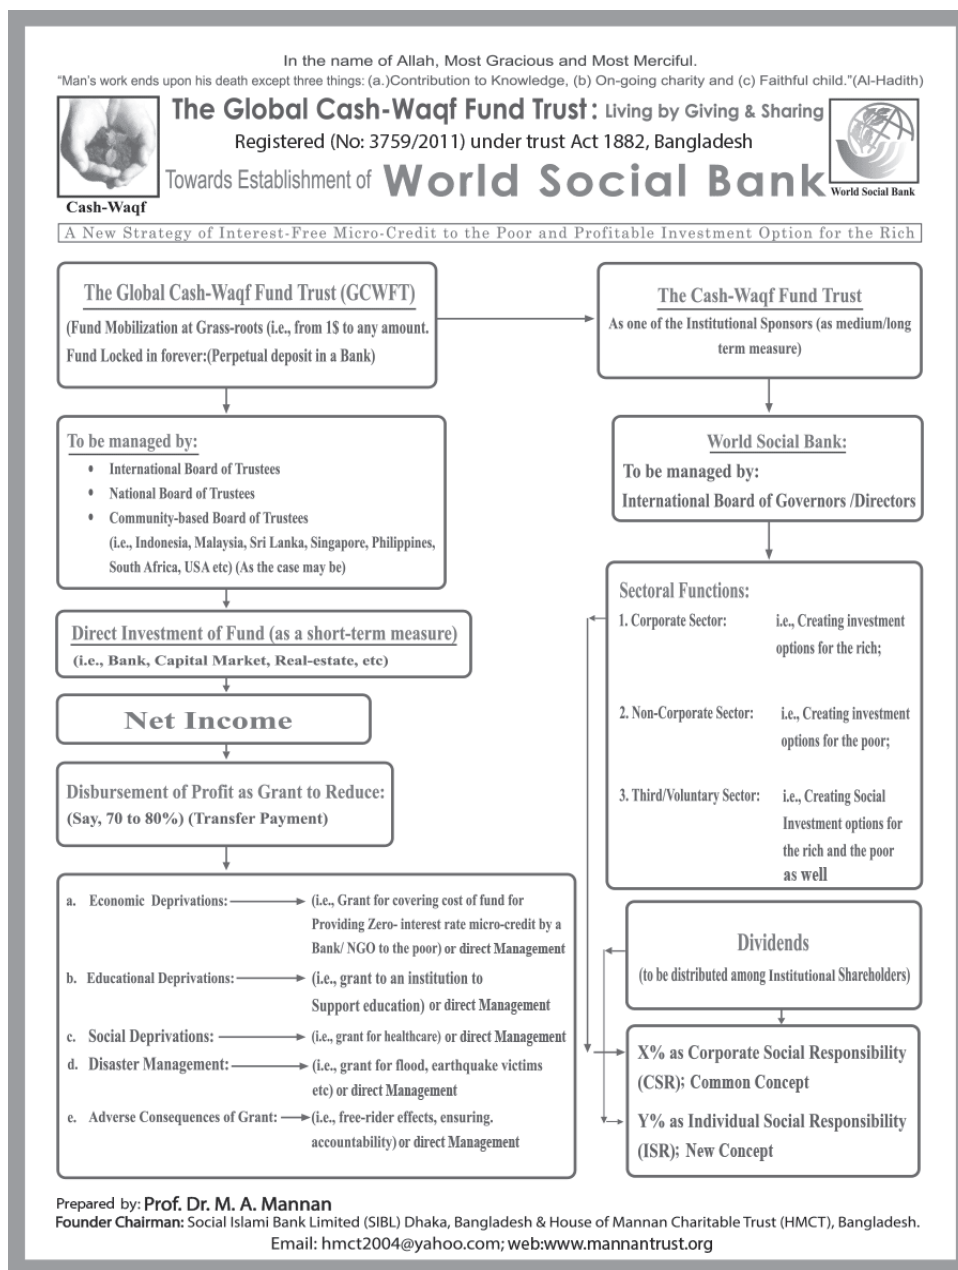 In the name of Allah, Most Gracious and Most Merciful.
“Man's work ends upon his death except three things: (a.)Contribution to Knowledge, (b) On-going charity and (c) Faithful child.”(Al-Hadith)
The Global Cash-Waqf Fund Trust: Living by Giving & Sharing
Registered (No: 3759/2011) under trust Act 1882, Bangladesh
Towards Establishment of World Social Bank
Cash-Waqf
World Social Bank
A New Strategy of Interest-Free Micro-Credit to the Poor and Profitable Investment Option for the Rich
The Global Cash-Waqf Fund Trust (GCWFT)
(Fund Mobilization at Grass-roots (i.e., from 1$ to any amount.
Fund Locked in forever:(Perpetual deposit in a Bank)
The Cash-Waqf Fund Trust
As one of the Institutional Sponsors (as medium/long
term measure)
To be managed by:
• International Board of Trustees
• National Board of Trustees
• Community-based Board of Trustees
(i.e., Indonesia, Malaysia, Sri Lanka, Singapore, Philippines,
South Africa, USA etc) (As the case may be)
World Social Bank:
To be managed by:
International Board of Governors /Directors
Direct Investment of Fund (as a short-term measure)
(i.e., Bank, Capital Market, Real-estate, etc)
Net Income
Disbursement of Profit as Grant to Reduce:
(Say, 70 to 80%) (Transfer Payment)
Sectoral Functions:
1. Corporate Sector: i.e., Creating investment
options for the rich;
2. Non-Corporate Sector: i.e., Creating investment
options for the poor;
3. Third/Voluntary Sector: i.e., Creating Social
Investment options for
the rich and the poor
as well
a. Economic Deprivations: (i.e., Grant for covering cost of fund for
Providing Zero- interest rate micro-credit by a
Bank/ NGO to the poor) or direct Management
b. Educational Deprivations: (i.e., grant to an institution to
Support education) or direct Management
c. Social Deprivations: (i.e., grant for healthcare) or direct Management
d. Disaster Management: (i.e., grant for flood, earthquake victims
etc) or direct Management
e. Adverse Consequences of Grant: (i.e., free-rider effects, ensuring.
accountability) or direct Management
Dividends
(to be distributed among Institutional Shareholders)
X% as Corporate Social Responsibility
(CSR); Common Concept
Y% as Individual Social Responsibility
(ISR); New Concept
Prepared by: Prof. Dr. M. A. Mannan
Founder Chairman: Social Islami Bank Limited (SIBL) Dhaka, Bangladesh & House of Mannan Charitable Trust (HMCT), Bangladesh.
Email: hmct2004@yahoo.com; web:www.mannantrust.org